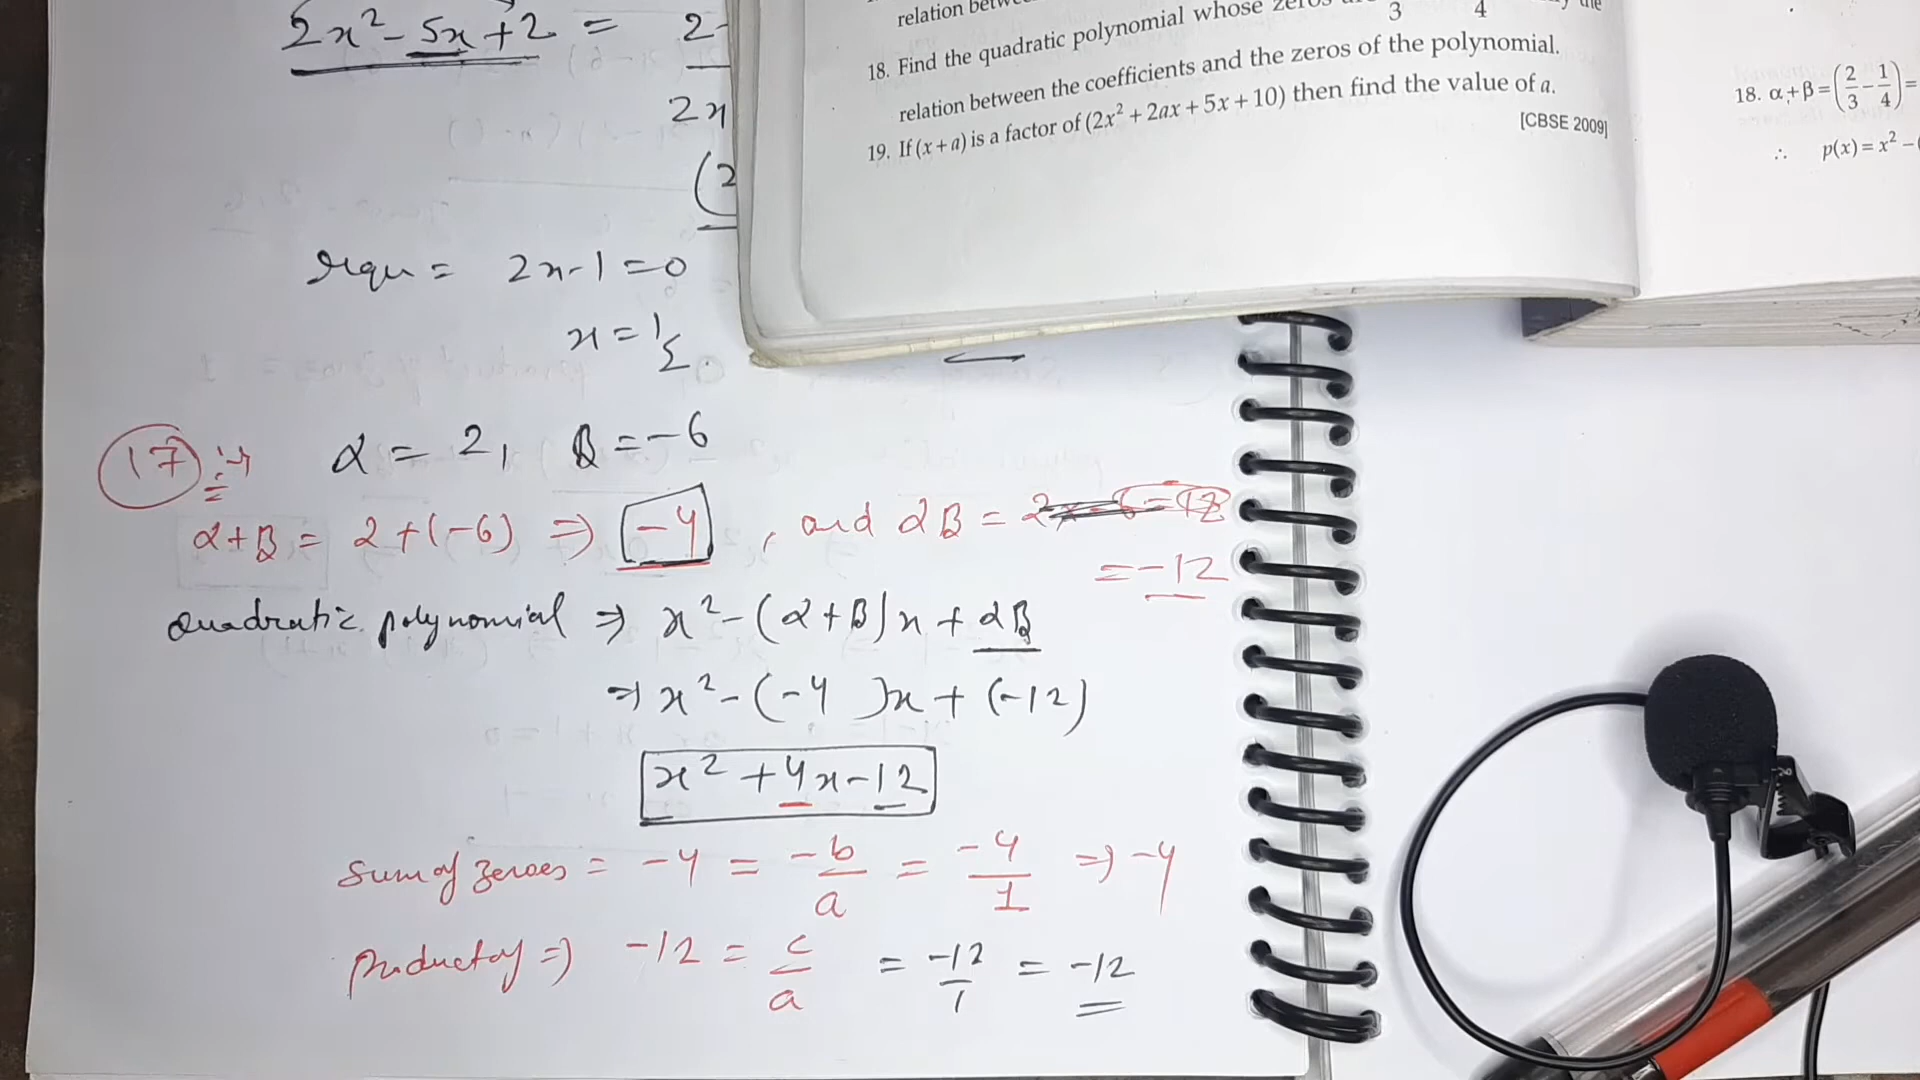 2x² - 5x + 2 = 2
2x
(2
2x - 1 = 0
x = 1/2
relation
18. Find the quadratic polynomial whose zeros 3 4 the
relation between the coefficients and the zeros of the polynomial.
19. If (x + a) is a factor of (2x² + 2ax + 5x + 10) then find the value of a.
[CBSE 2009]
18. α + β = (2/3 - 1/4) =
∴ p(x) = x² - (
17 :→ α = 2, β = -6
α + β = 2 + (-6) ⇒ -4, and αβ =
= -12
Quadratic polynomial ⇒ x² - (α + β)x + αβ
⇒ x² - (-4)x + (-12)
x² + 4x - 12
Sum of zeroes = -4 = -b/a = -4/1 ⇒ -4
Product of ⇒ -12 = c/a = -12/1 = -12